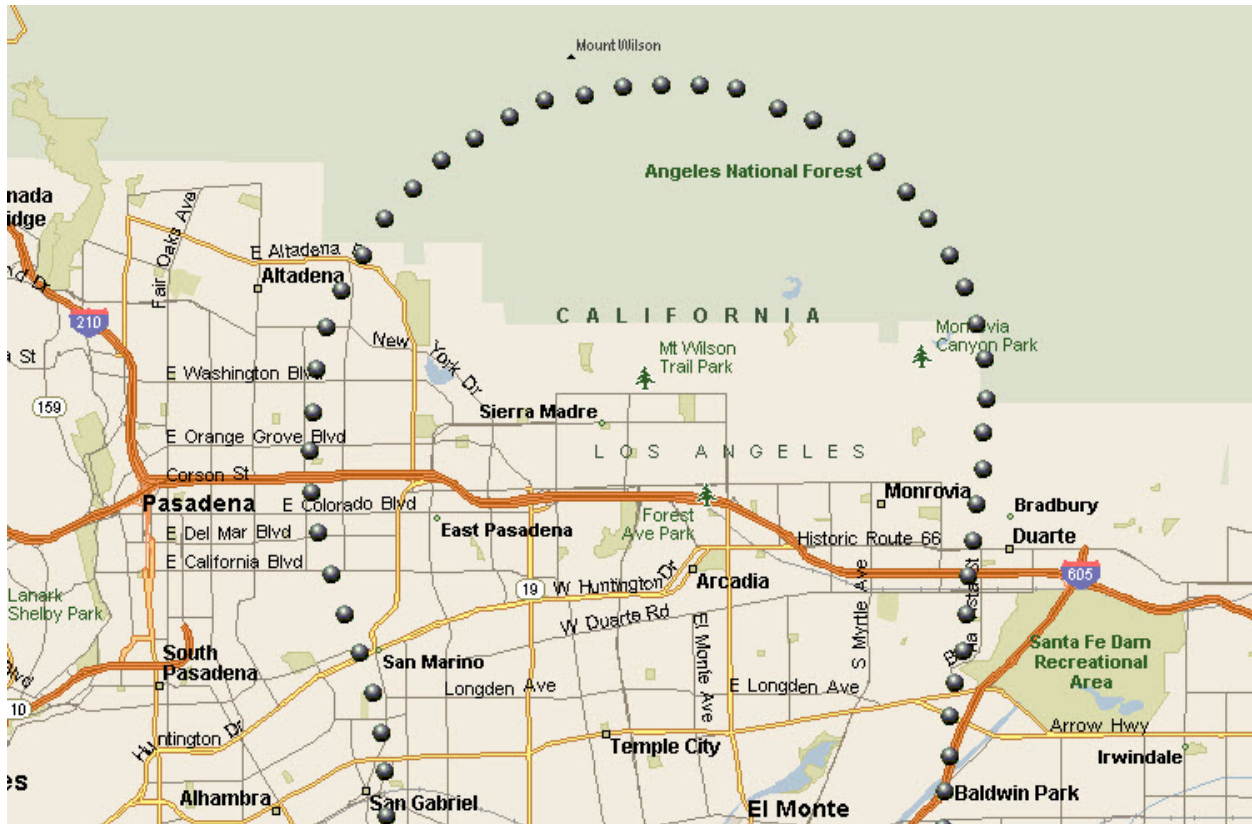 Mount Wilson
Angeles National Forest
nada
idge
Fair Oaks Ave
E Altadena
Altadena
210
CALIFORNIA
Monrovia
Canyon Park
New York Dr
Mt Wilson
Trail Park
a St
E Washington Blvd
159
Sierra Madre
E Orange Grove Blvd
LOS ANGELES
Corson St
Pasadena
E Colorado Blvd
Monrovia
Bradbury
Forest
Ave Park
East Pasadena
E Del Mar Blvd
Historic Route 66
Duarte
E California Blvd
Lanark
Shelby Park
19
W Huntington Dr
Arcadia
605
W Duarte Rd
El Monte Ave
S Myrtle Ave
South
Pasadena
San Marino
Santa Fe Dam
Recreational
Area
Blvd
10
Longden Ave
E Longden Ave
Huntington Dr
Temple City
Arrow Hwy
Irwindale
es
Alhambra
San Gabriel
El Monte
Baldwin Park